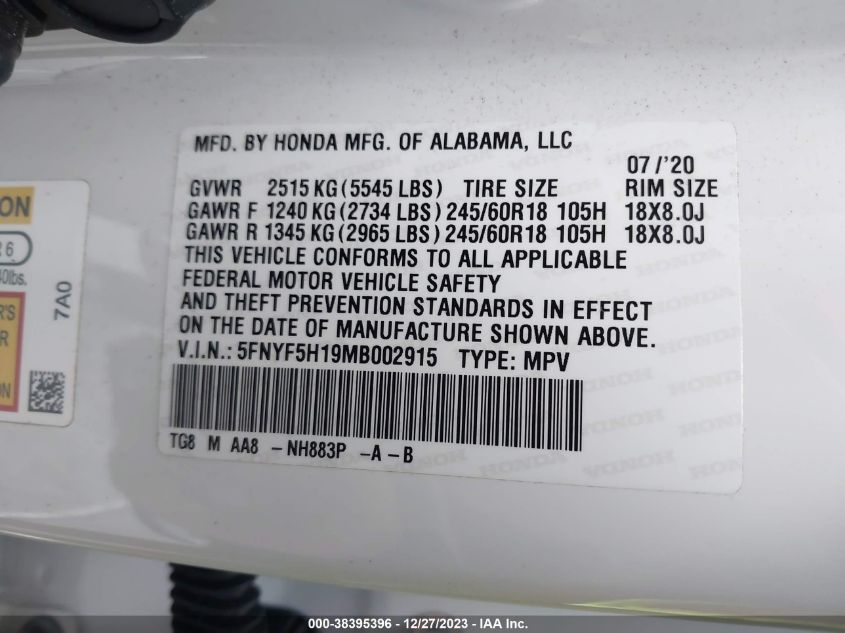 MFD. BY HONDA MFG. OF ALABAMA, LLC
07/'20
GVWR 2515 KG (5545 LBS) TIRE SIZE RIM SIZE
GAWR F 1240 KG (2734 LBS) 245/60R18 105H 18X8.0J
GAWR R 1345 KG (2965 LBS) 245/60R18 105H 18X8.0J
THIS VEHICLE CONFORMS TO ALL APPLICABLE
FEDERAL MOTOR VEHICLE SAFETY
AND THEFT PREVENTION STANDARDS IN EFFECT
ON THE DATE OF MANUFACTURE SHOWN ABOVE.
V.I.N.: 5FNYF5H19MB002915 TYPE: MPV
TG8 M AA8 -NH883P -A-B
7A0
000-38395396 - 12/27/2023 - IAA Inc.